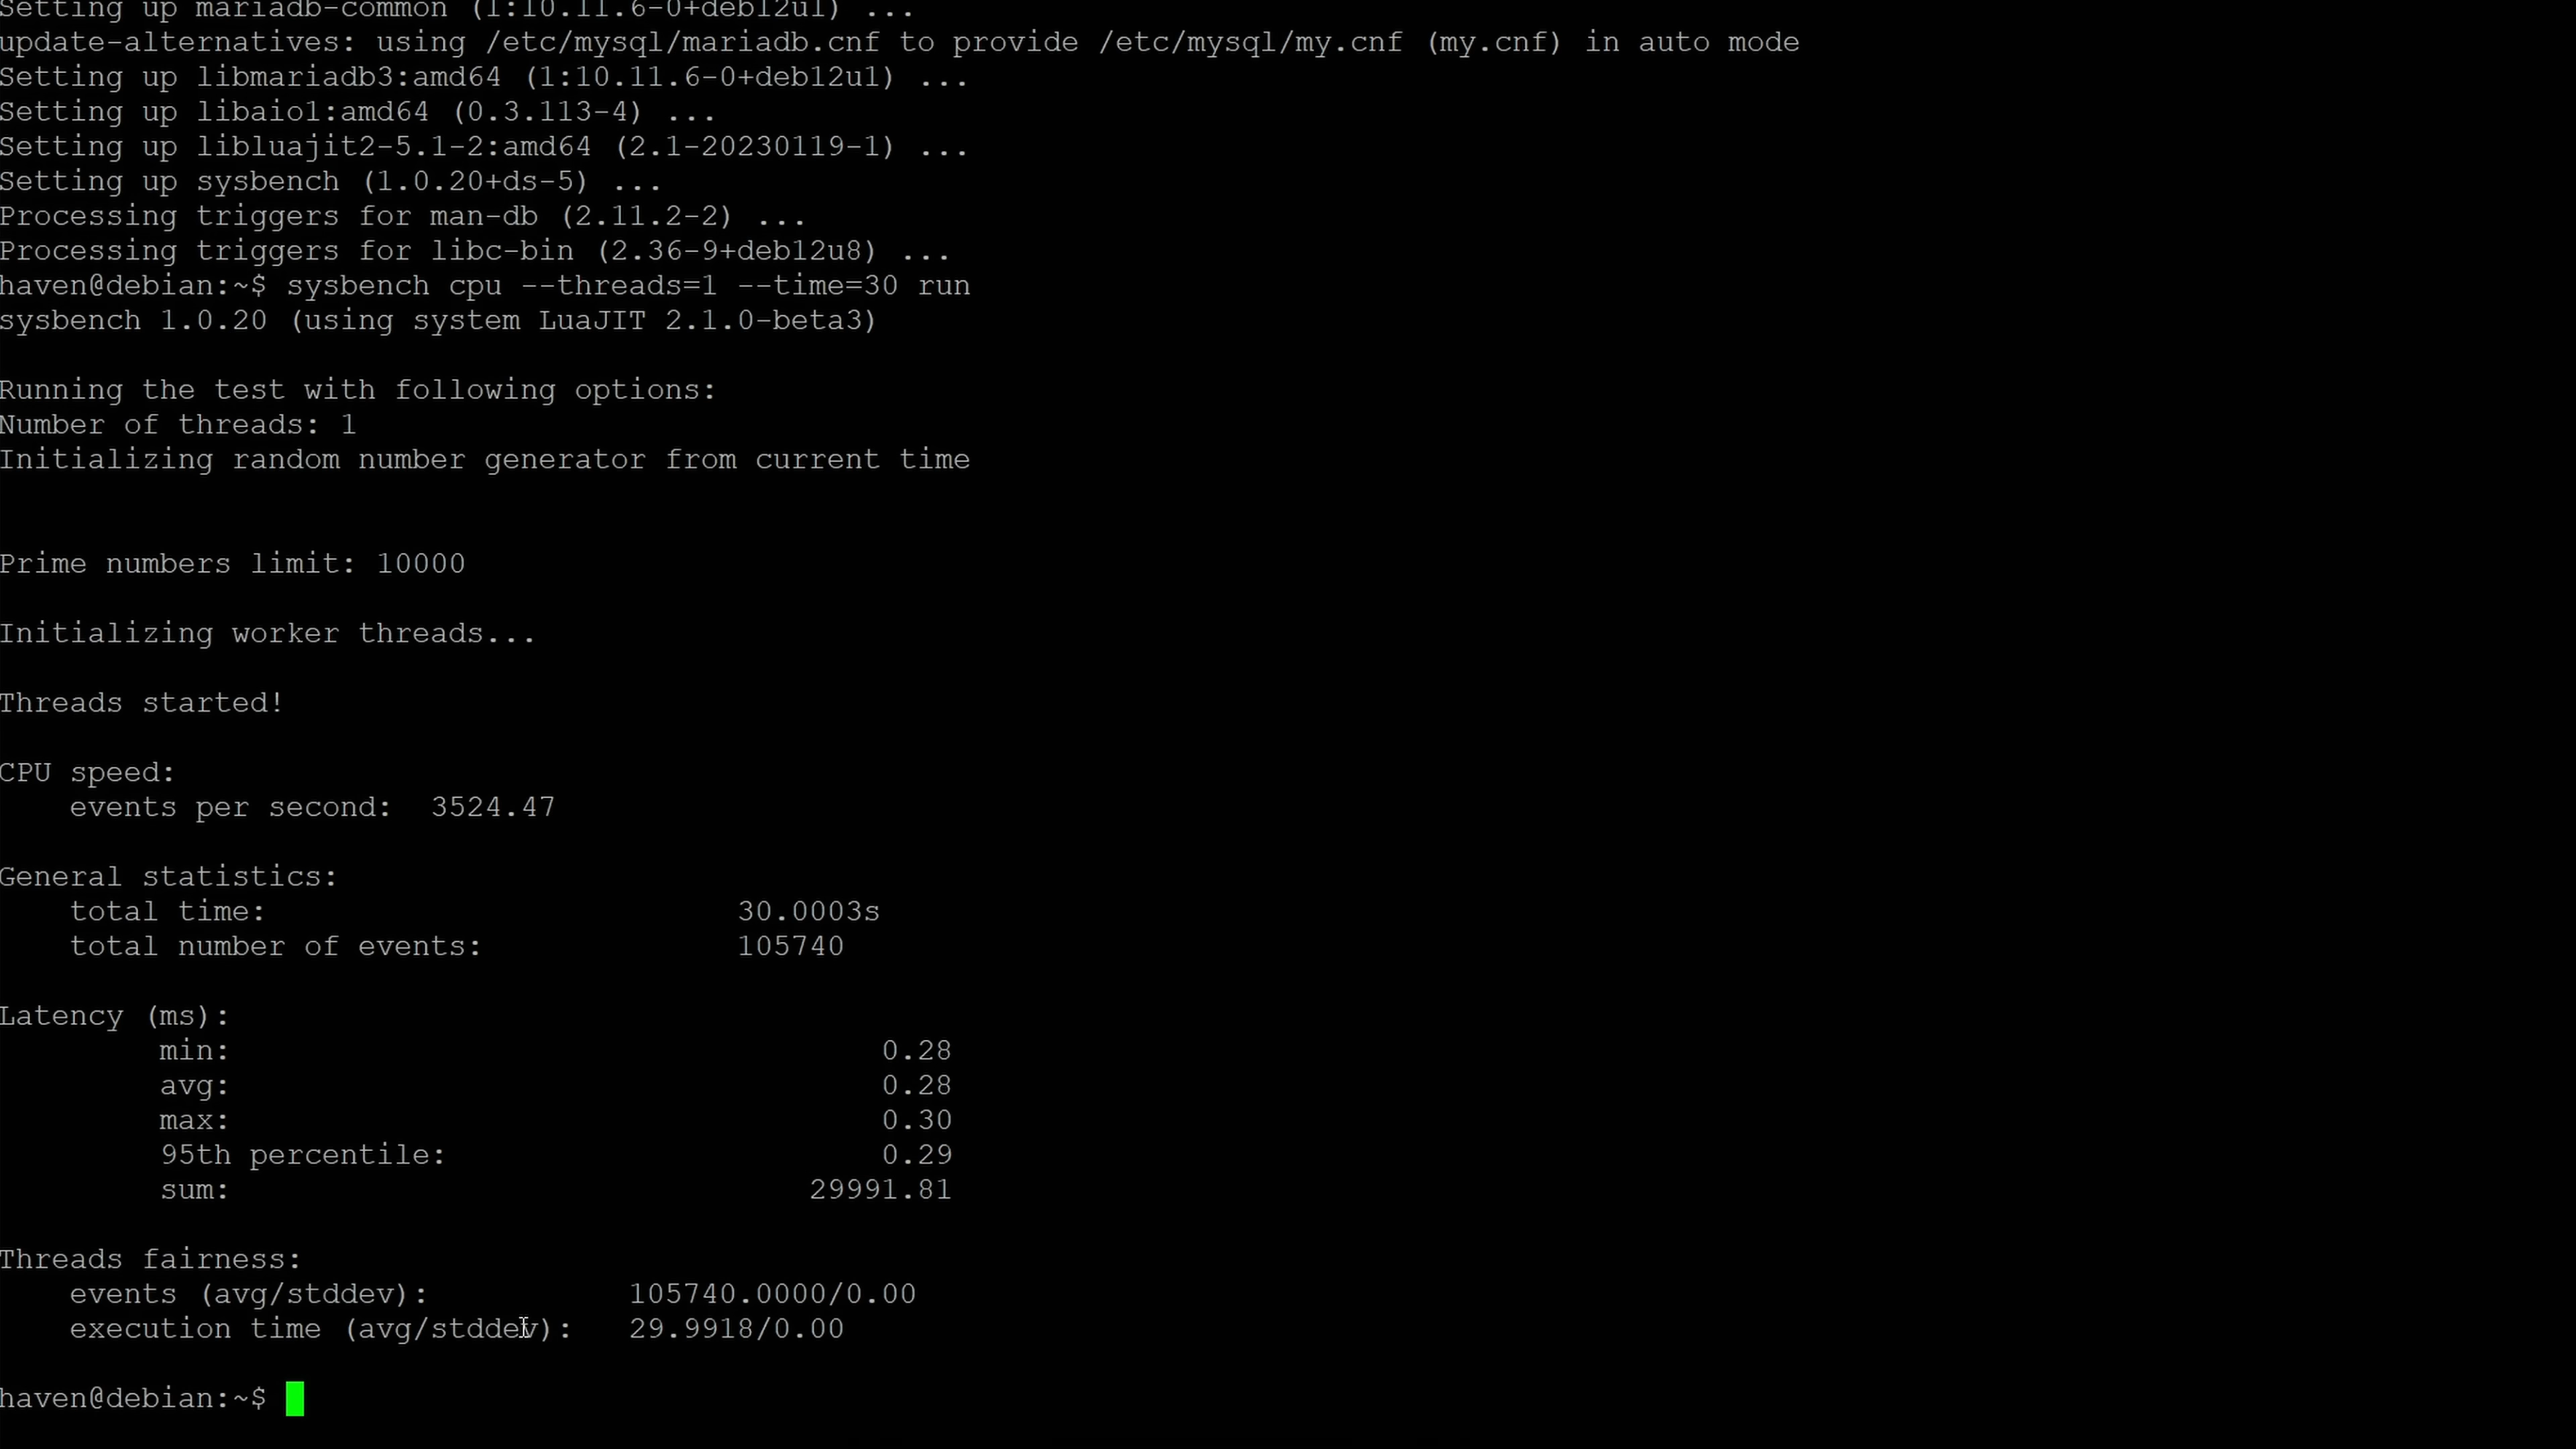 Setting up mariadb-common (1:10.11.6-0+deb12u1) ...
update-alternatives: using /etc/mysql/mariadb.cnf to provide /etc/mysql/my.cnf (my.cnf) in auto mode
Setting up libmariadb3:amd64 (1:10.11.6-0+deb12u1) ...
Setting up libaio1:amd64 (0.3.113-4) ...
Setting up libluajit2-5.1-2:amd64 (2.1-20230119-1) ...
Setting up sysbench (1.0.20+ds-5) ...
Processing triggers for man-db (2.11.2-2) ...
Processing triggers for libc-bin (2.36-9+deb12u8) ...
haven@debian:~$ sysbench cpu --threads=1 --time=30 run
sysbench 1.0.20 (using system LuaJIT 2.1.0-beta3)
Running the test with following options:
Number of threads: 1
Initializing random number generator from current time
Prime numbers limit: 10000
Initializing worker threads...
Threads started!
CPU speed:
events per second:  3524.47
General statistics:
total time: 30.0003s
total number of events: 105740
Latency (ms):
min: 0.28
avg: 0.28
max: 0.30
95th percentile: 0.29
sum: 29991.81
Threads fairness:
events (avg/stddev): 105740.0000/0.00
execution time (avg/stddev): 29.9918/0.00
haven@debian:~$